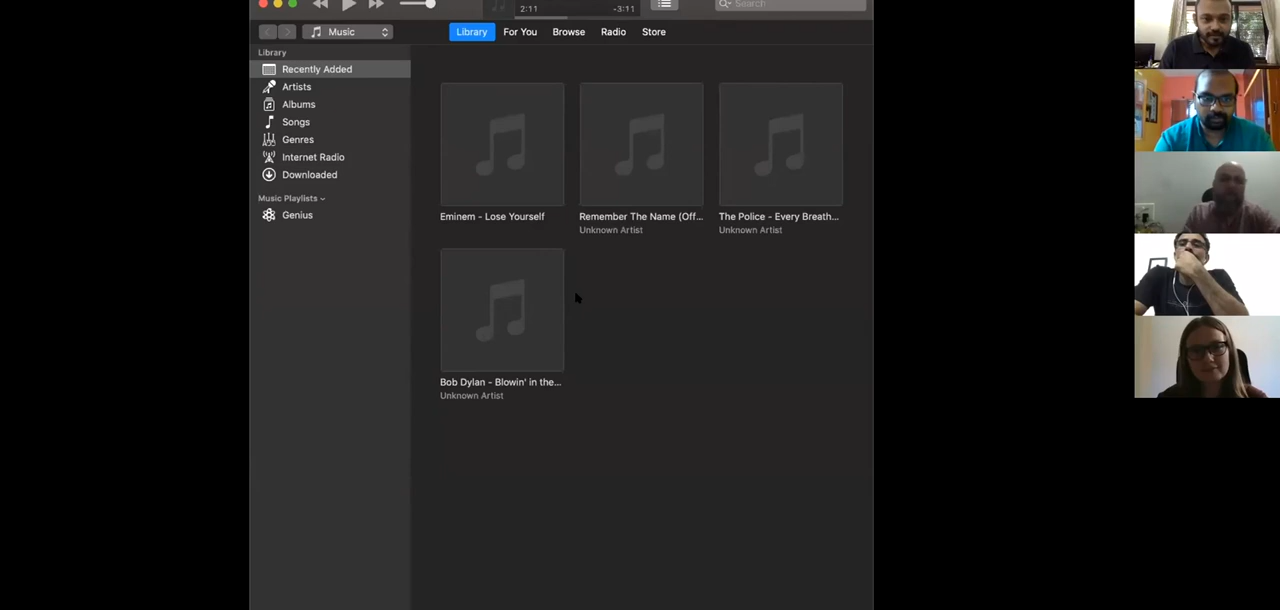 2:11
-3:11
Search
Music
Library
For You
Browse
Radio
Store
Library
Recently Added
Artists
Albums
Songs
Genres
Internet Radio
Downloaded
Music Playlists
Genius
Eminem - Lose Yourself
Remember The Name (Off...
Unknown Artist
The Police - Every Breath...
Unknown Artist
Bob Dylan - Blowin' in the...
Unknown Artist